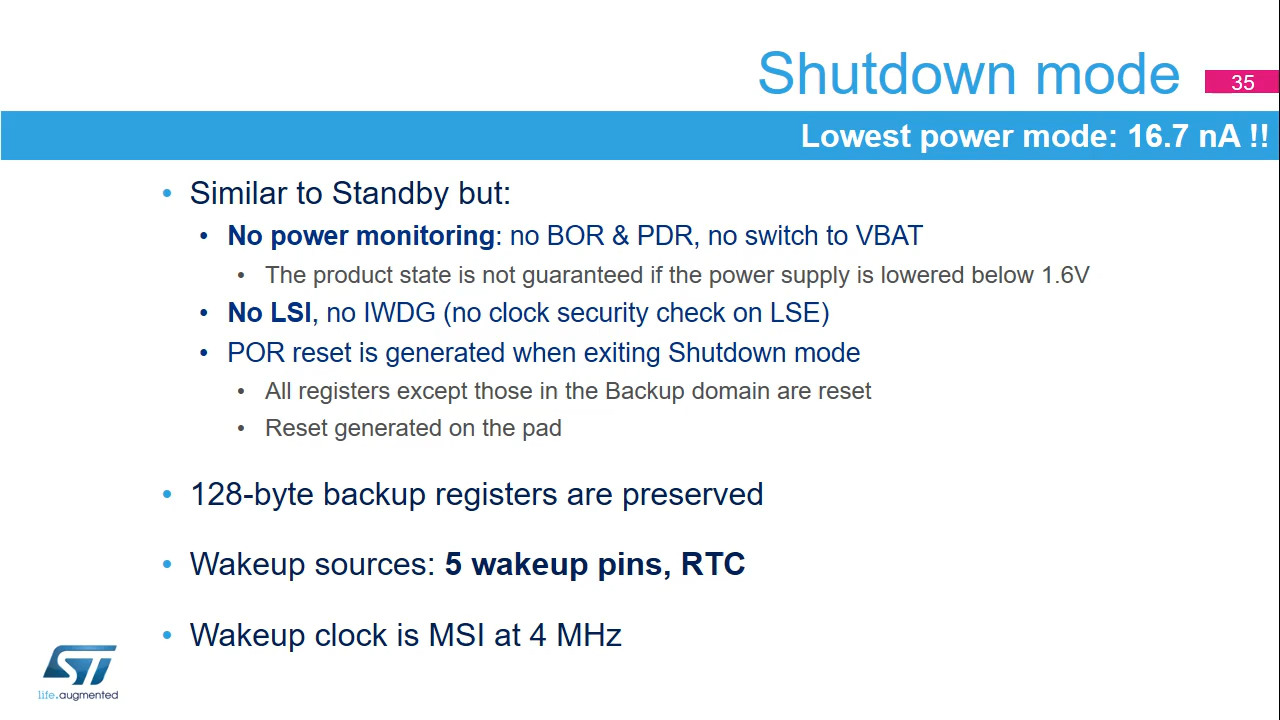 Shutdown mode
35
Lowest power mode: 16.7 nA !!
• Similar to Standby but:
• No power monitoring: no BOR & PDR, no switch to VBAT
• The product state is not guaranteed if the power supply is lowered below 1.6V
• No LSI, no IWDG (no clock security check on LSE)
• POR reset is generated when exiting Shutdown mode
• All registers except those in the Backup domain are reset
• Reset generated on the pad
• 128-byte backup registers are preserved
• Wakeup sources: 5 wakeup pins, RTC
• Wakeup clock is MSI at 4 MHz
ST
life.augmented